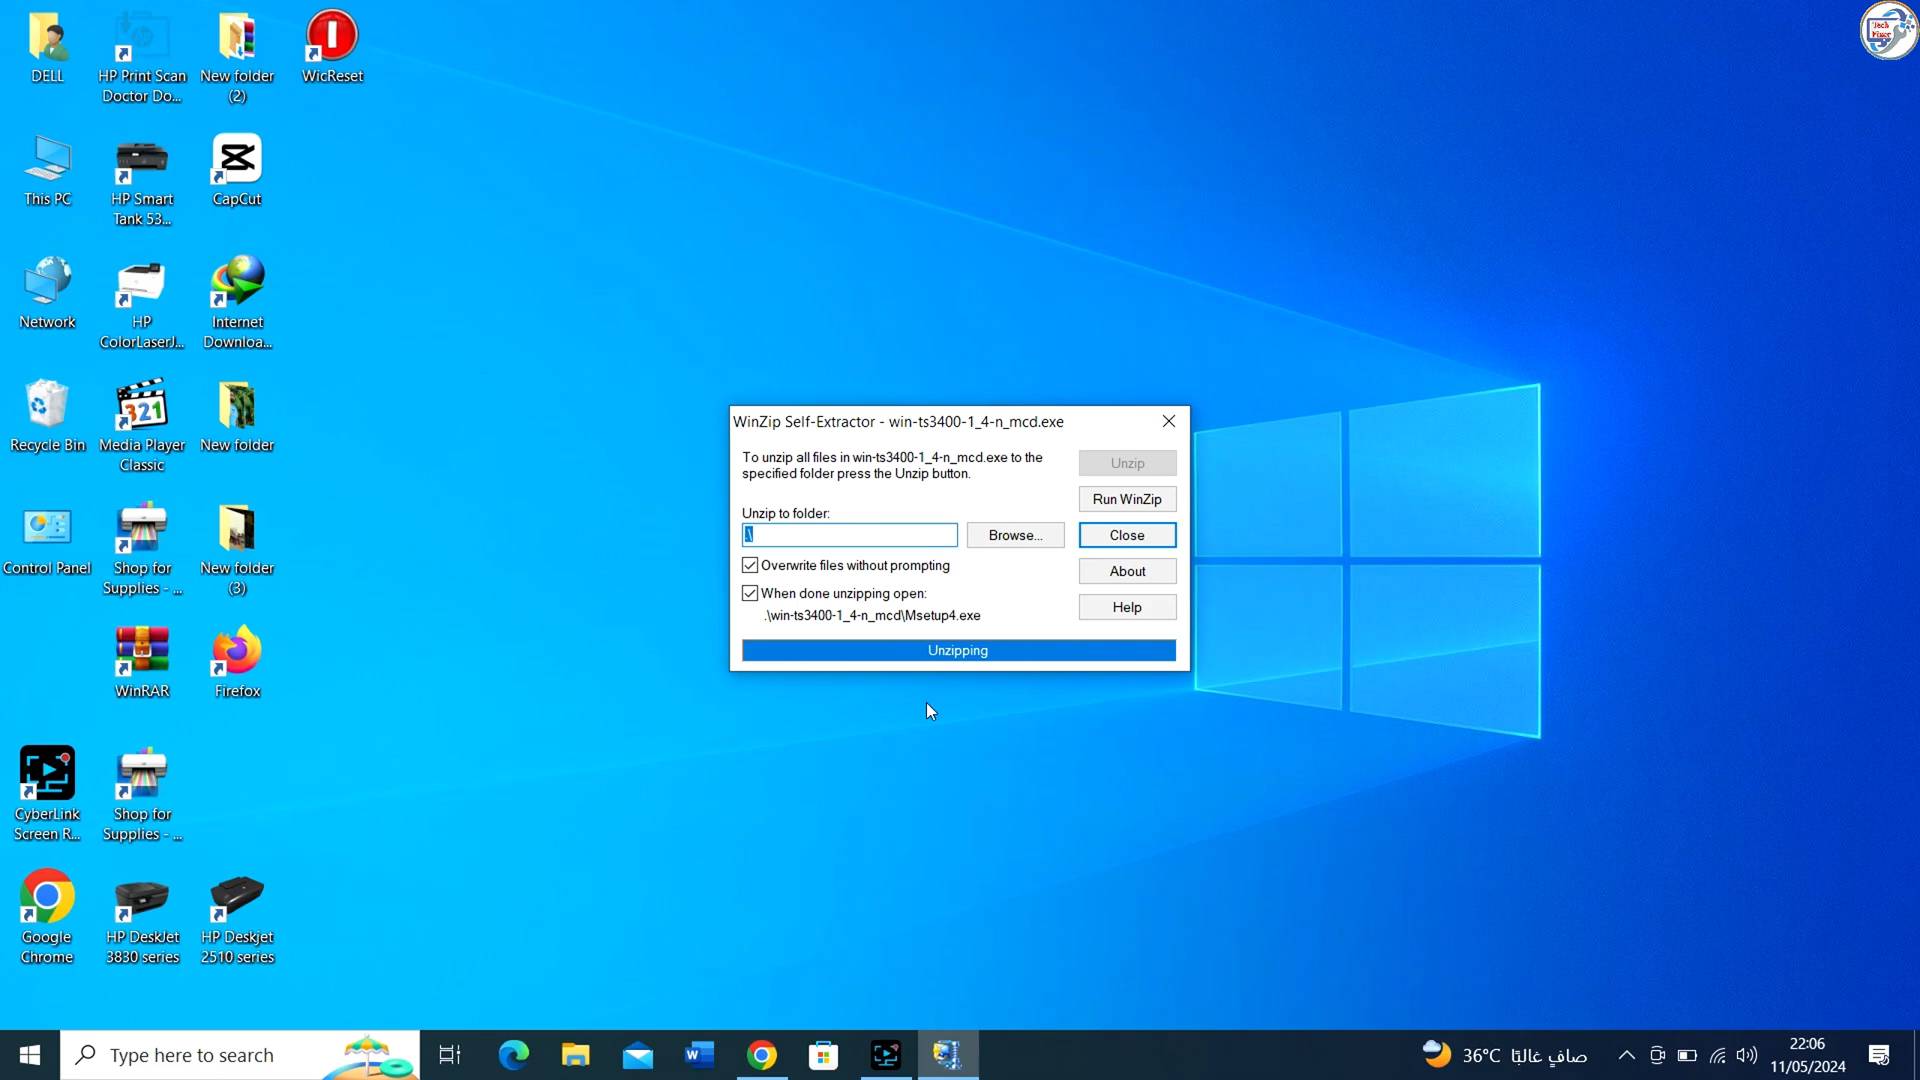 DELL
HP Print Scan
Doctor Do...
New folder
(2)
WicReset
This PC
HP Smart
Tank 53...
CapCut
Network
HP
ColorLaserJ...
Internet
Downloa...
Recycle Bin
Media Player
Classic
New folder
Control Panel
Shop for
Supplies - ...
New folder
(3)
WinRAR
Firefox
CyberLink
Screen R...
Shop for
Supplies - ...
Google
Chrome
HP DeskJet
3830 series
HP Deskjet
2510 series
Tech
Fixer
WinZip Self-Extractor - win-ts3400-1_4-n_mcd.exe
To unzip all files in win-ts3400-1_4-n_mcd.exe to the
specified folder press the Unzip button.
Unzip to folder:
.\
Browse...
Overwrite files without prompting
When done unzipping open:
.\win-ts3400-1_4-n_mcd\Msetup4.exe
Unzip
Run WinZip
Close
About
Help
Unzipping
Type here to search
36°C صافٍ غالبًا
22:06
11/05/2024